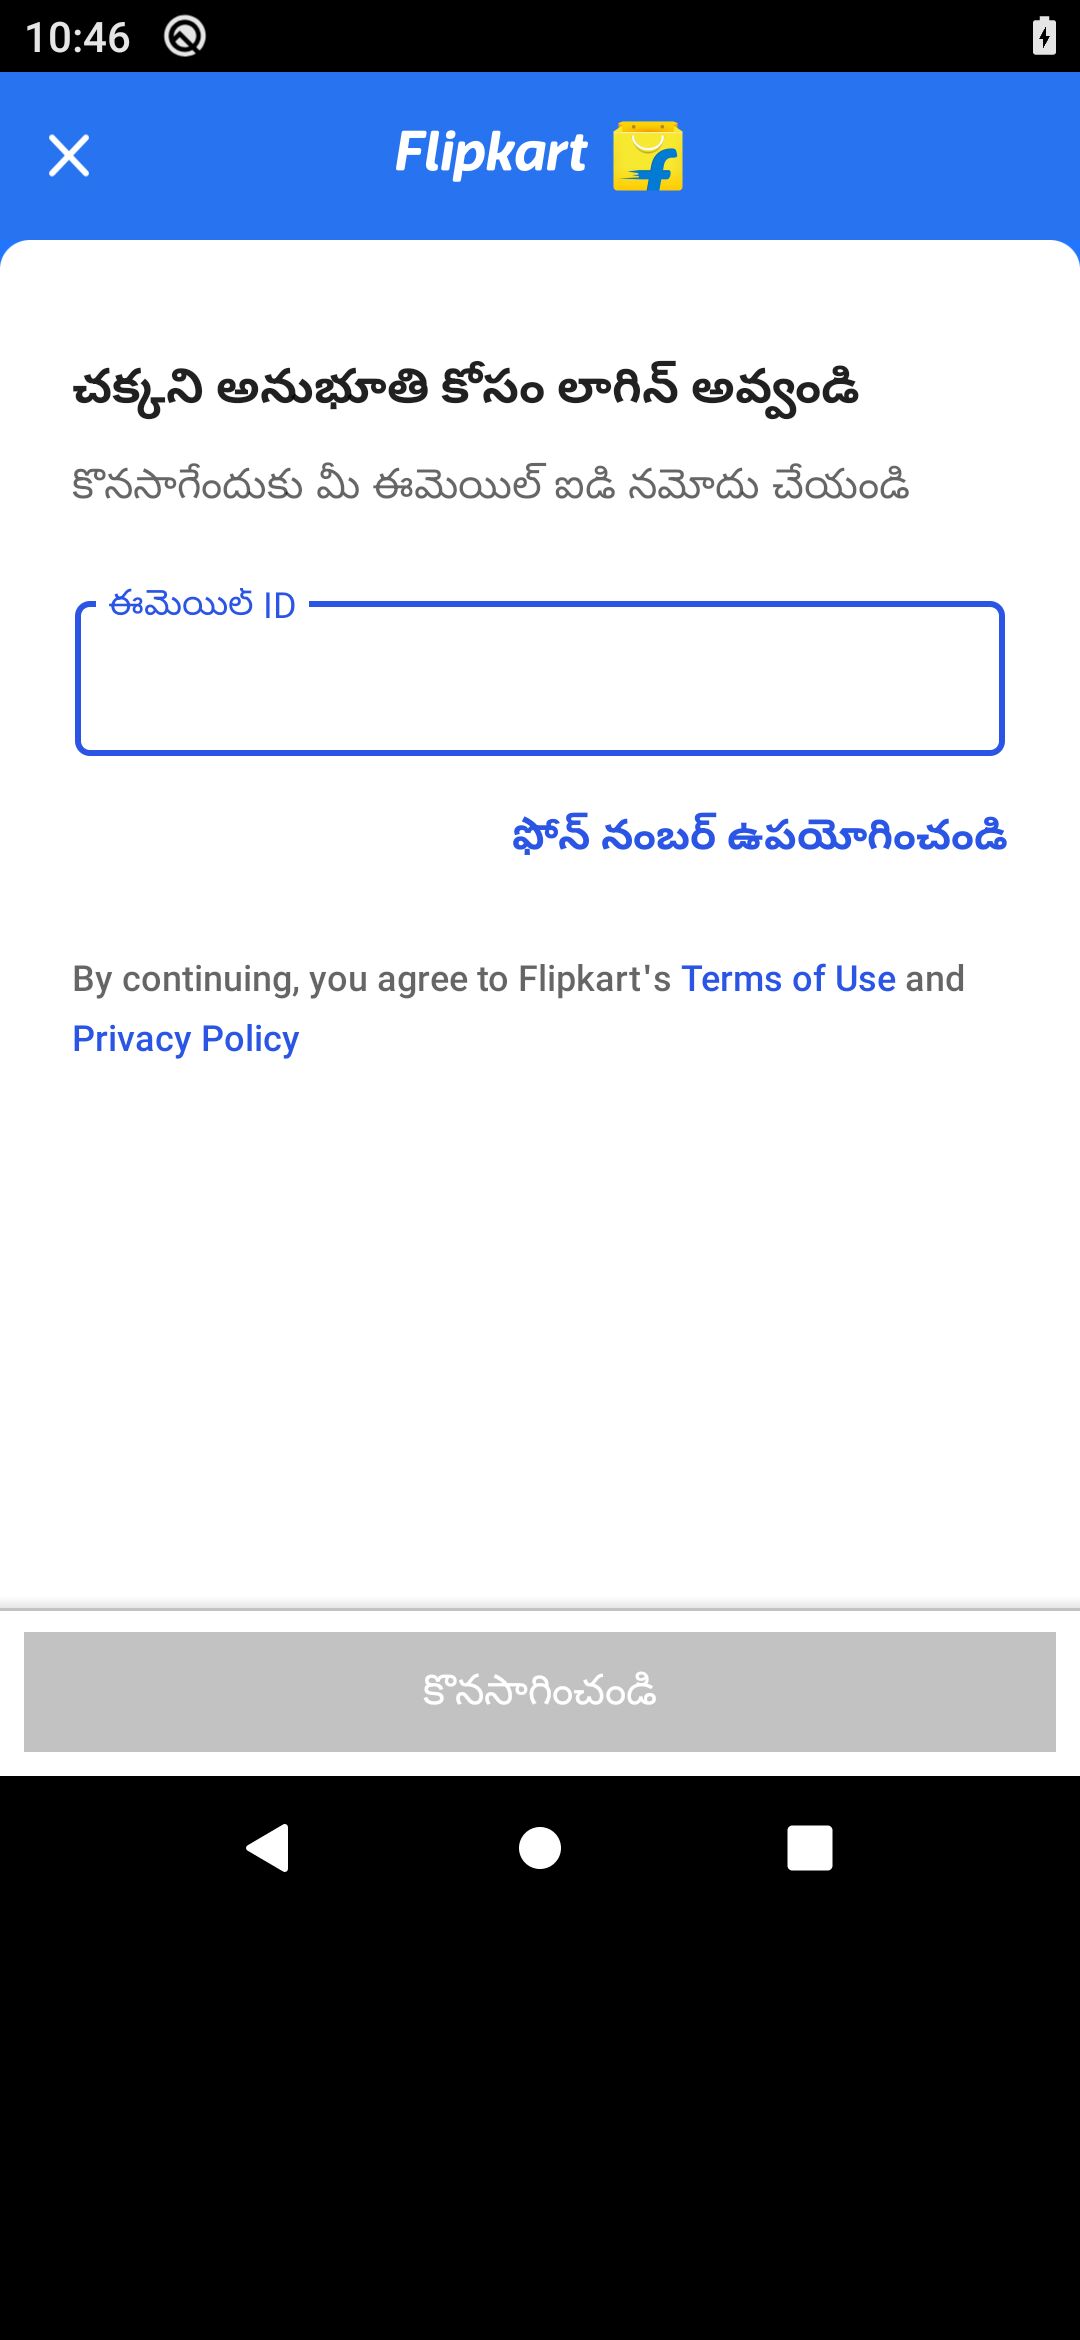 10:46
Flipkart
చక్కని అనుభూతి కోసం లాగిన్ అవ్వండి
కొనసాగేందుకు మీ ఈమెయిల్ ఐడి నమోదు చేయండి
ఈమెయిల్ ID
ఫోన్ నంబర్ ఉపయోగించండి
By continuing, you agree to Flipkart's Terms of Use and
Privacy Policy
కొనసాగించండి